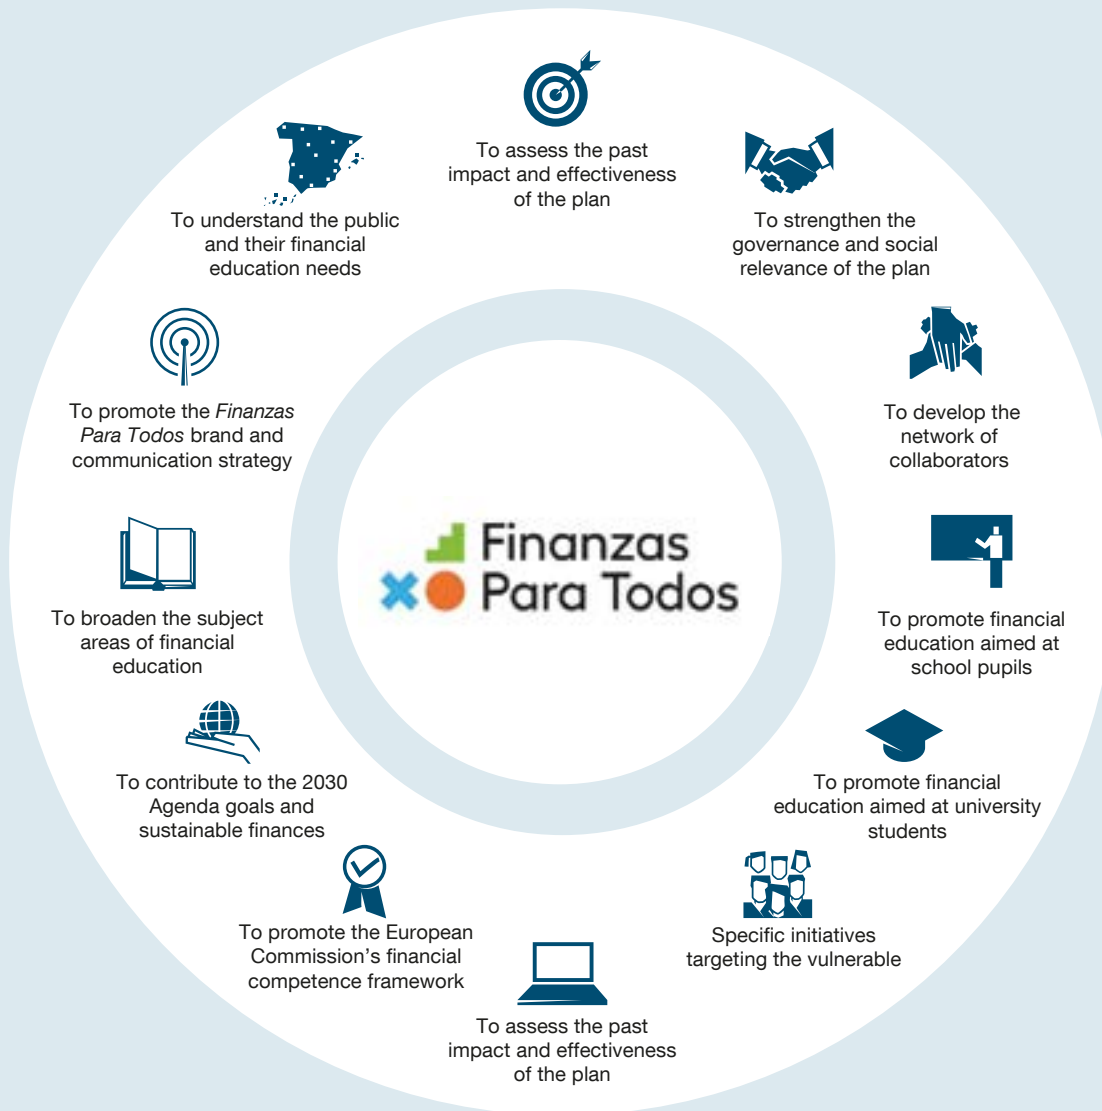 To assess the past
impact and effectiveness
of the plan
To strengthen the
governance and social
relevance of the plan
To develop the
network of
collaborators
To promote financial
education aimed at
school pupils
To promote financial
education aimed at university
students
Specific initiatives
targeting the vulnerable
To assess the past
impact and effectiveness
of the plan
To promote the European
Commission's financial
competence framework
To contribute to the 2030
Agenda goals and
sustainable finances
To broaden the subject
areas of financial
education
To promote the Finanzas
Para Todos brand and
communication strategy
To understand the public
and their financial
education needs
Finanzas
Para Todos